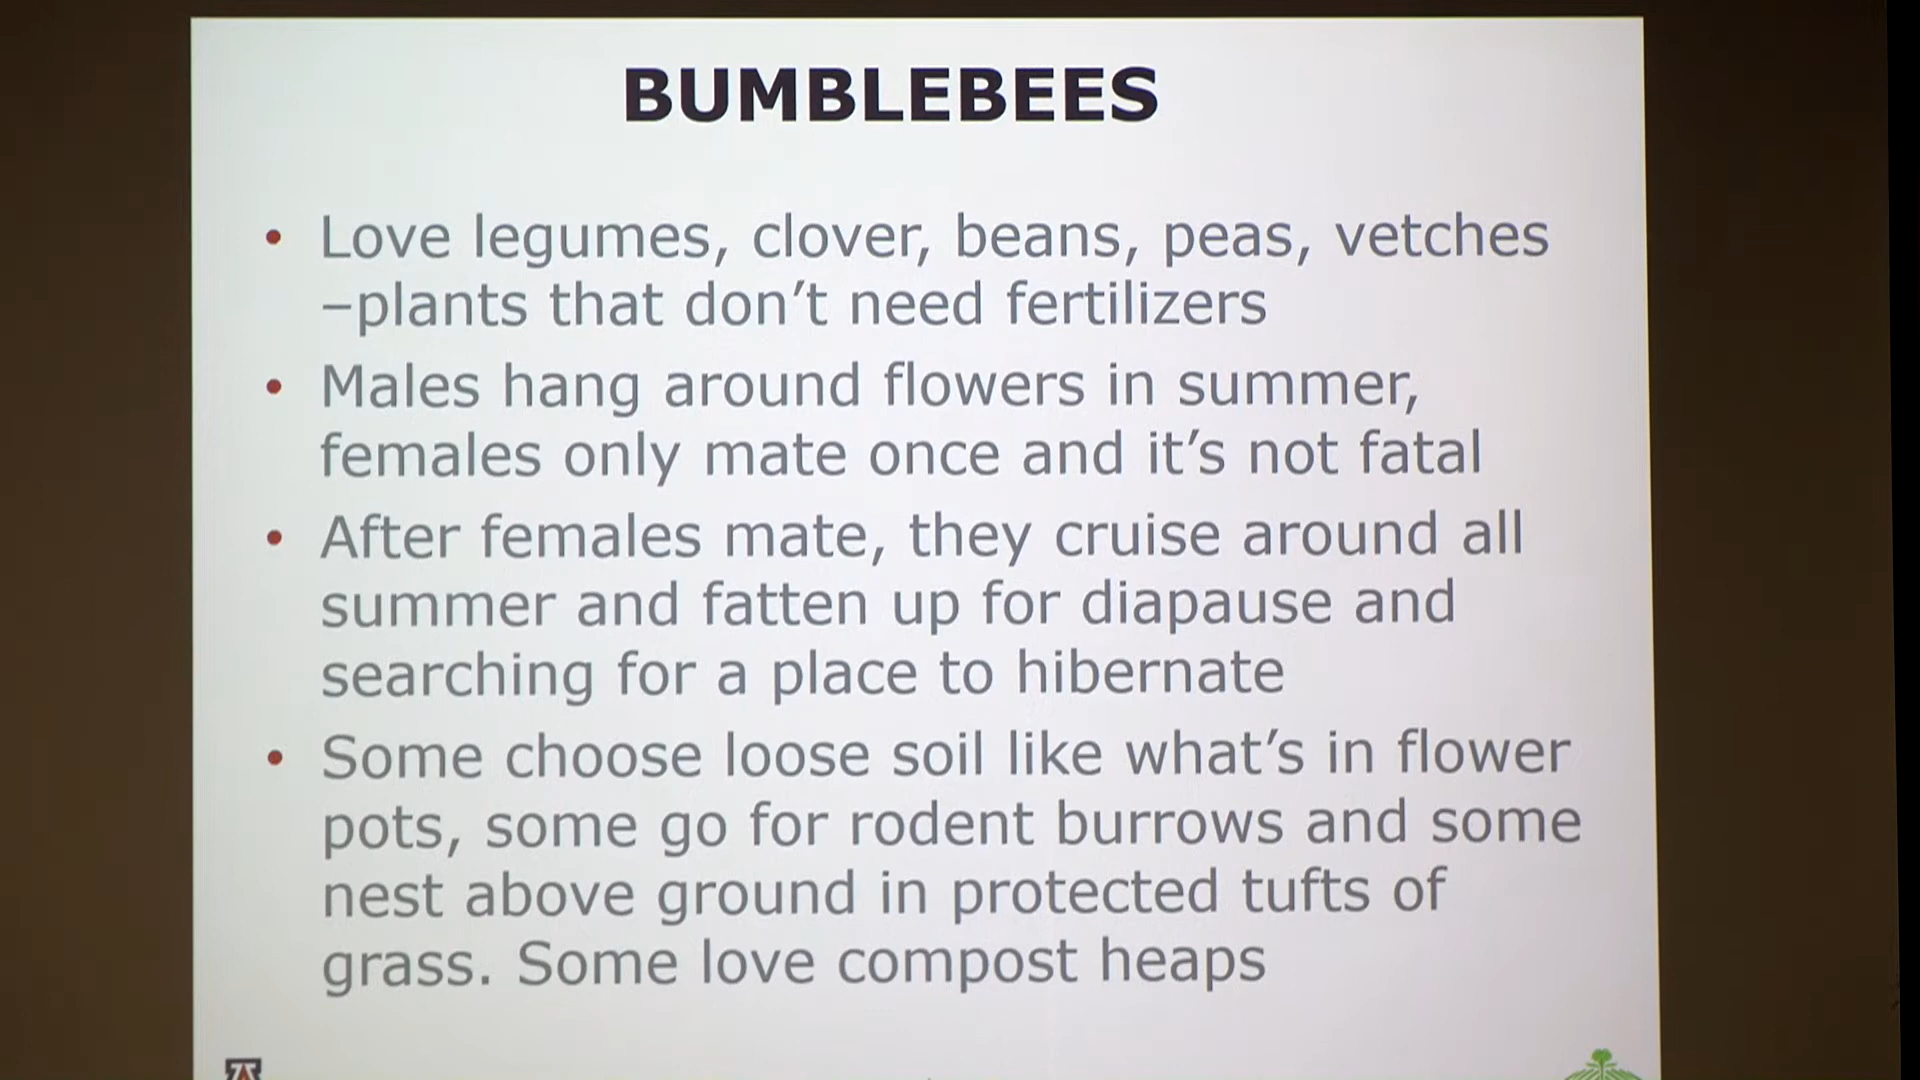 BUMBLEBEES
• Love legumes, clover, beans, peas, vetches
–plants that don’t need fertilizers
• Males hang around flowers in summer,
females only mate once and it’s not fatal
• After females mate, they cruise around all
summer and fatten up for diapause and
searching for a place to hibernate
• Some choose loose soil like what’s in flower
pots, some go for rodent burrows and some
nest above ground in protected tufts of
grass. Some love compost heaps